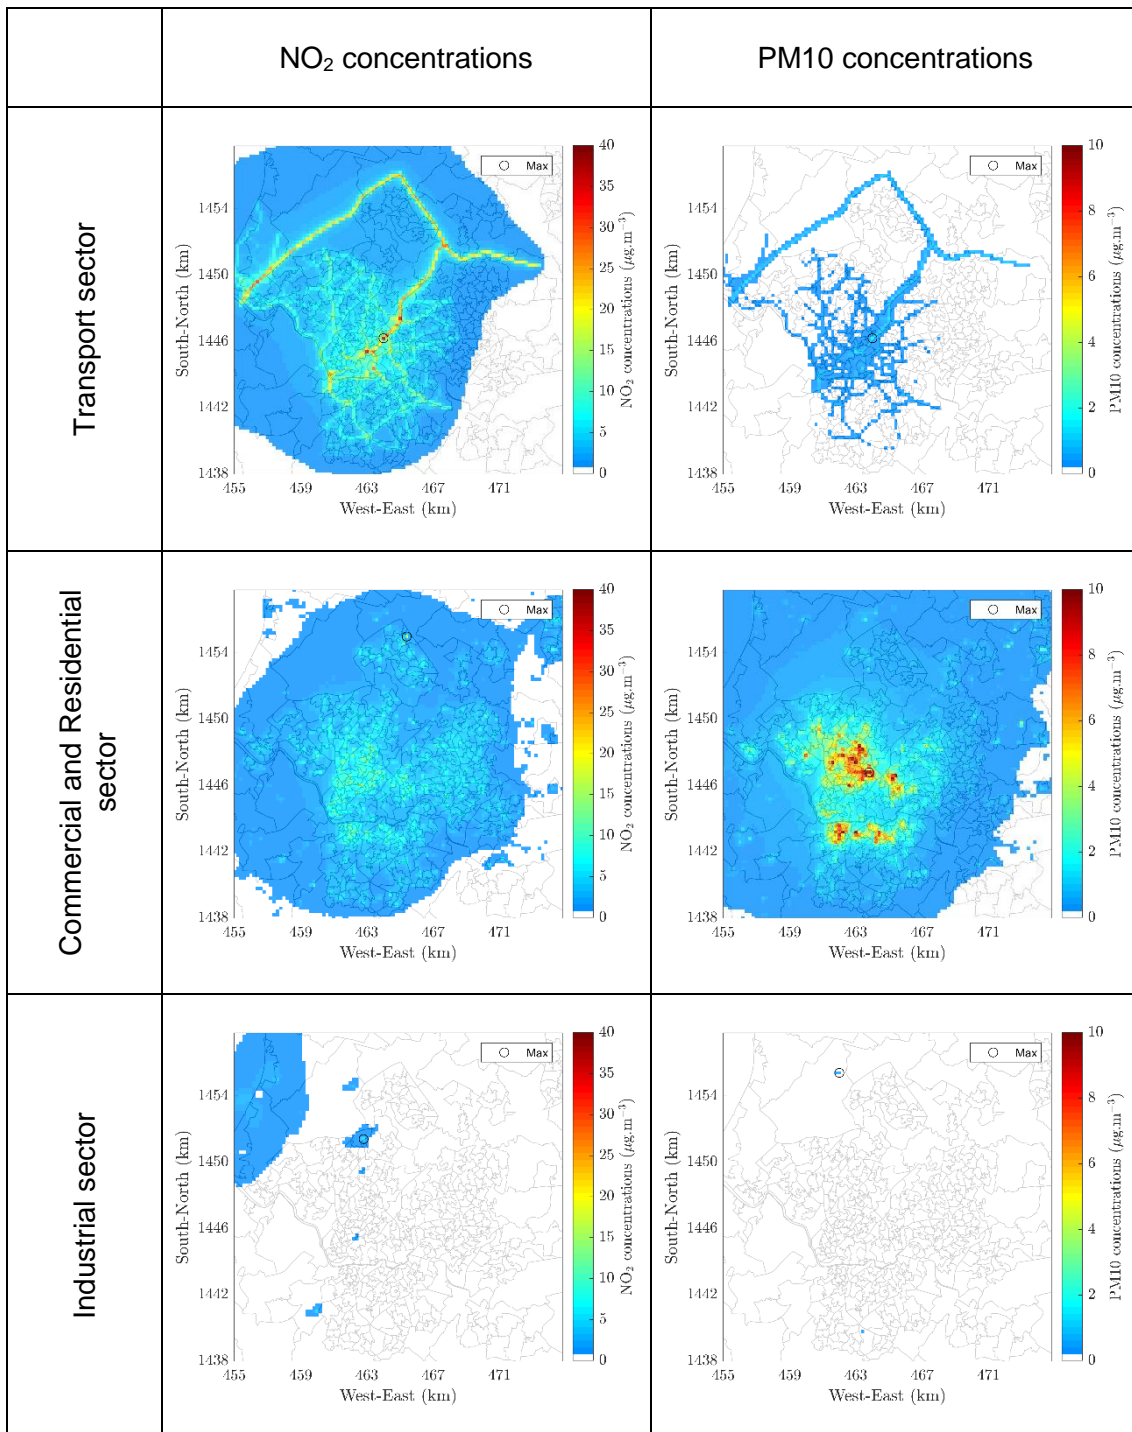 NO₂ concentrations
PM10 concentrations
Transport sector
Max
1454
1450
1446
1442
1438
455 459 463 467 471
South-North (km)
West-East (km)
40
35
30
25
20
15
10
5
0
NO₂ concentrations (µg.m⁻³)
Max
1454
1450
1446
1442
1438
455 459 463 467 471
South-North (km)
West-East (km)
10
8
6
4
2
0
PM10 concentrations (µg.m⁻³)
Commercial and Residential
sector
Max
1454
1450
1446
1442
1438
455 459 463 467 471
South-North (km)
West-East (km)
40
35
30
25
20
15
10
5
0
NO₂ concentrations (µg.m⁻³)
Max
1454
1450
1446
1442
1438
455 459 463 467 471
South-North (km)
West-East (km)
10
8
6
4
2
0
PM10 concentrations (µg.m⁻³)
Industrial sector
Max
1454
1450
1446
1442
1438
455 459 463 467 471
South-North (km)
West-East (km)
40
35
30
25
20
15
10
5
0
NO₂ concentrations (µg.m⁻³)
Max
1454
1450
1446
1442
1438
455 459 463 467 471
South-North (km)
West-East (km)
10
8
6
4
2
0
PM10 concentrations (µg.m⁻³)